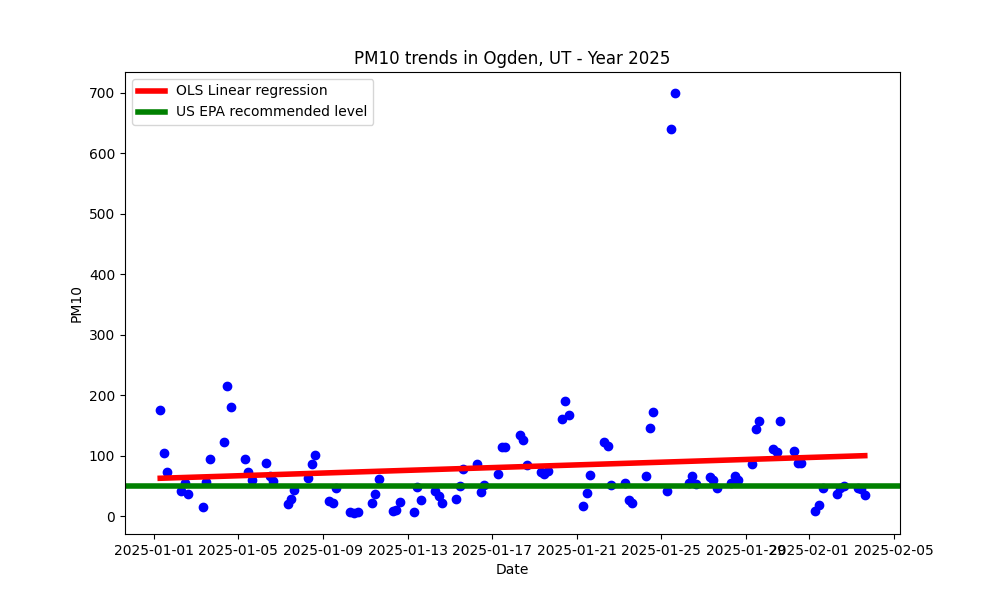 PM10 trends in Ogden, UT - Year 2025
OLS Linear regression
US EPA recommended level
PM10
700
600
500
400
300
200
100
0
2025-01-01 2025-01-05 2025-01-09 2025-01-13 2025-01-17 2025-01-21 2025-01-25 2025-01-29 2025-02-01 2025-02-05
Date